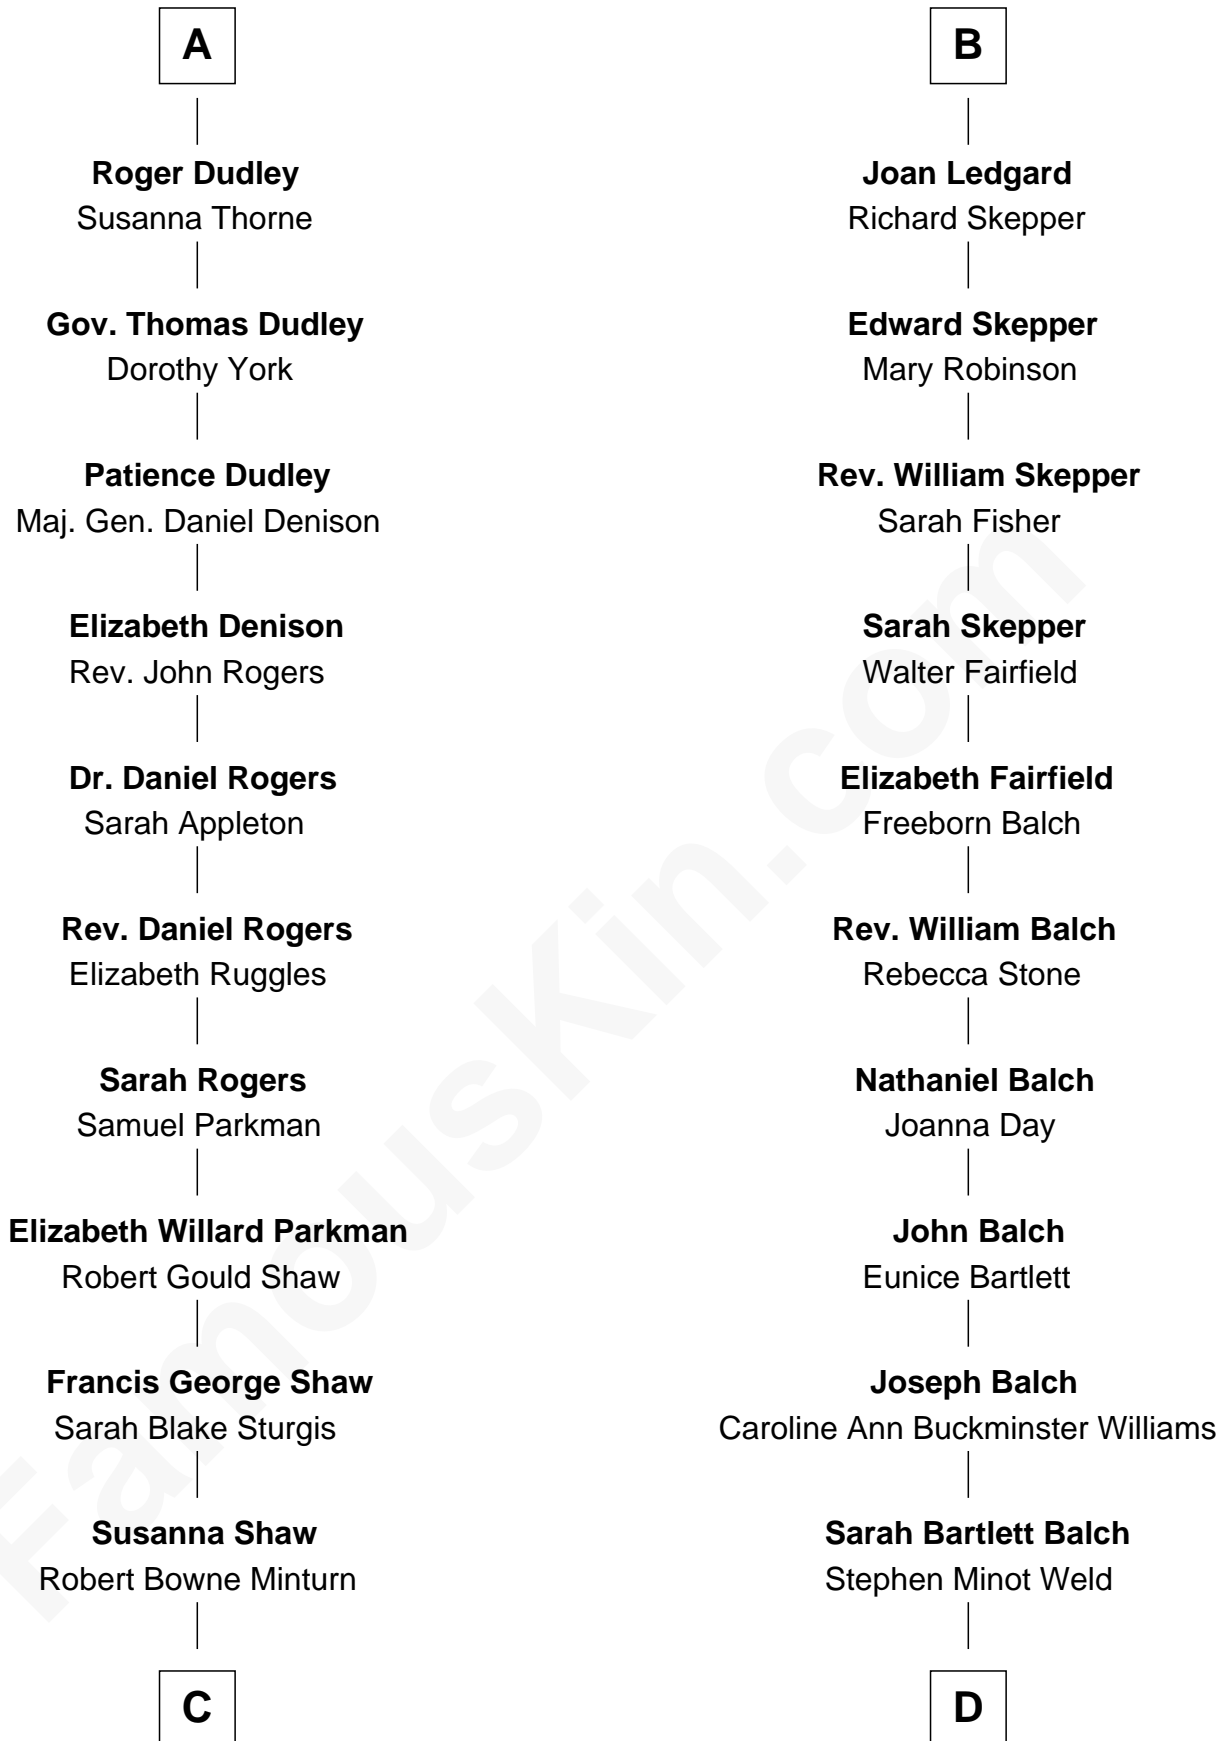 A
Roger Dudley
Susanna Thorne
Gov. Thomas Dudley
Dorothy York
Patience Dudley
Maj. Gen. Daniel Denison
Elizabeth Denison
Rev. John Rogers
Dr. Daniel Rogers
Sarah Appleton
Rev. Daniel Rogers
Elizabeth Ruggles
Sarah Rogers
Samuel Parkman
Elizabeth Willard Parkman
Robert Gould Shaw
Francis George Shaw
Sarah Blake Sturgis
Susanna Shaw
Robert Bowne Minturn
C
B
Joan Ledgard
Richard Skepper
Edward Skepper
Mary Robinson
Rev. William Skepper
Sarah Fisher
Sarah Skepper
Walter Fairfield
Elizabeth Fairfield
Freeborn Balch
Rev. William Balch
Rebecca Stone
Nathaniel Balch
Joanna Day
John Balch
Eunice Bartlett
Joseph Balch
Caroline Ann Buckminster Williams
Sarah Bartlett Balch
Stephen Minot Weld
D
FamousKin.com